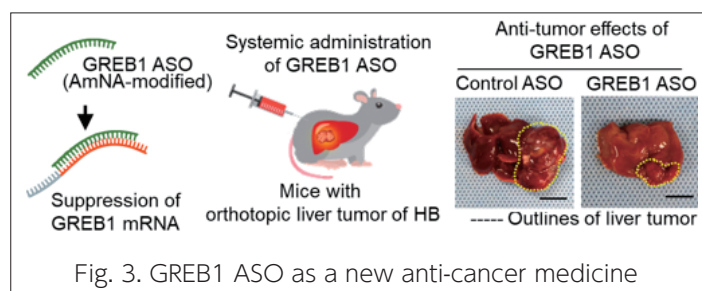 GREB1 ASO
(AmNA-modified)
Suppression of
GREB1 mRNA
Systemic administration
of GREB1 ASO
Mice with
orthotopic liver tumor of HB
Anti-tumor effects of
GREB1 ASO
Control ASO GREB1 ASO
----- Outlines of liver tumor
Fig. 3. GREB1 ASO as a new anti-cancer medicine